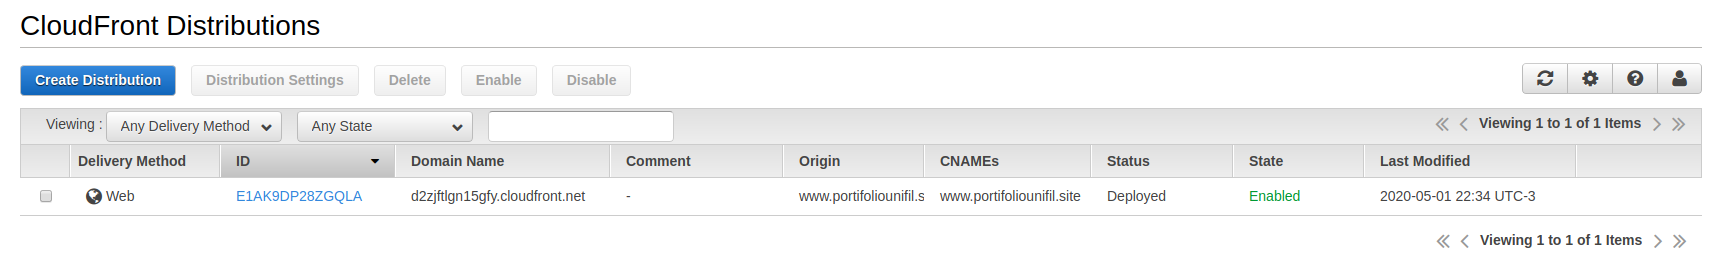 CloudFront Distributions
Create Distribution Distribution Settings Delete Enable Disable
Viewing : Any Delivery Method Any State Viewing 1 to 1 of 1 Items
Delivery Method ID Domain Name Comment Origin CNAMEs Status State Last Modified
Web E1AK9DP28ZGQLA d2zjftlgn15gfy.cloudfront.net - www.portifoliounifil.s www.portifoliounifil.site Deployed Enabled 2020-05-01 22:34 UTC-3
Viewing 1 to 1 of 1 Items